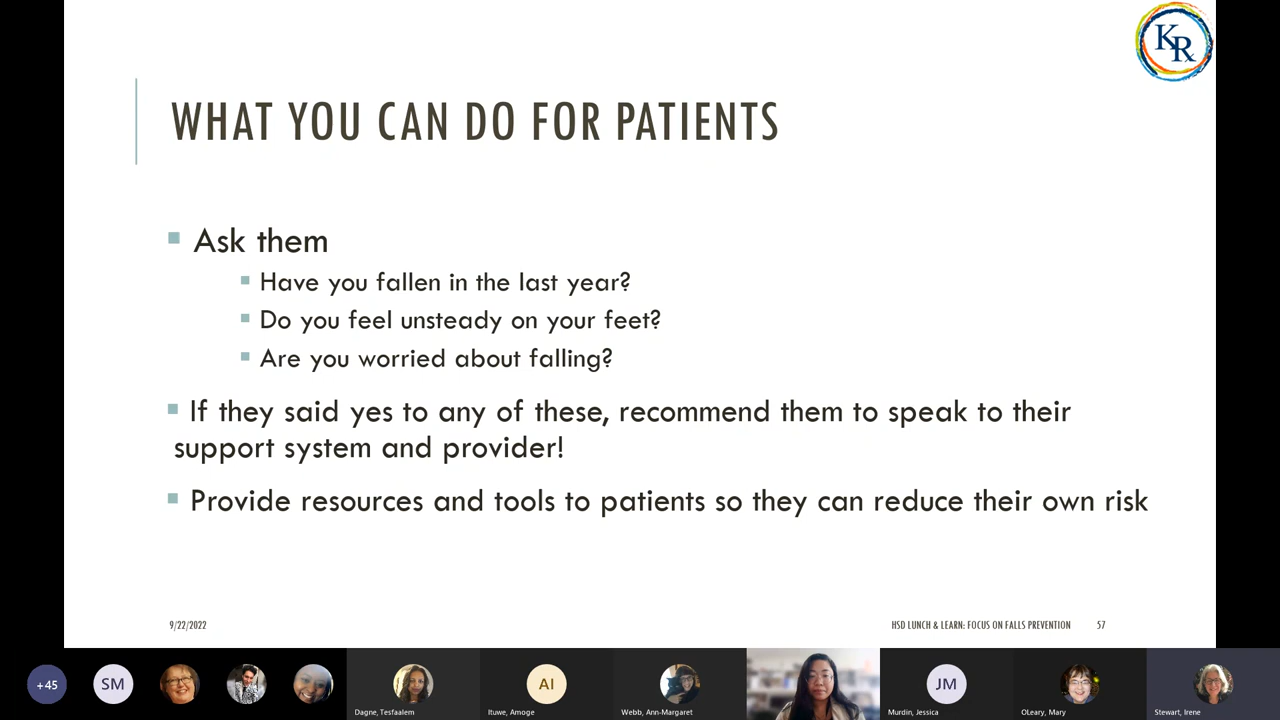 KR
WHAT YOU CAN DO FOR PATIENTS
Ask them
Have you fallen in the last year?
Do you feel unsteady on your feet?
Are you worried about falling?
If they said yes to any of these, recommend them to speak to their
support system and provider!
Provide resources and tools to patients so they can reduce their own risk
9/22/2022
HSD LUNCH & LEARN: FOCUS ON FALLS PREVENTION
57
+45
SM
Dagne, Tesfaalem
AI
Ituwe, Amoge
Webb, Ann-Margaret
JM
Murdin, Jessica
OLeary, Mary
Stewart, Irene